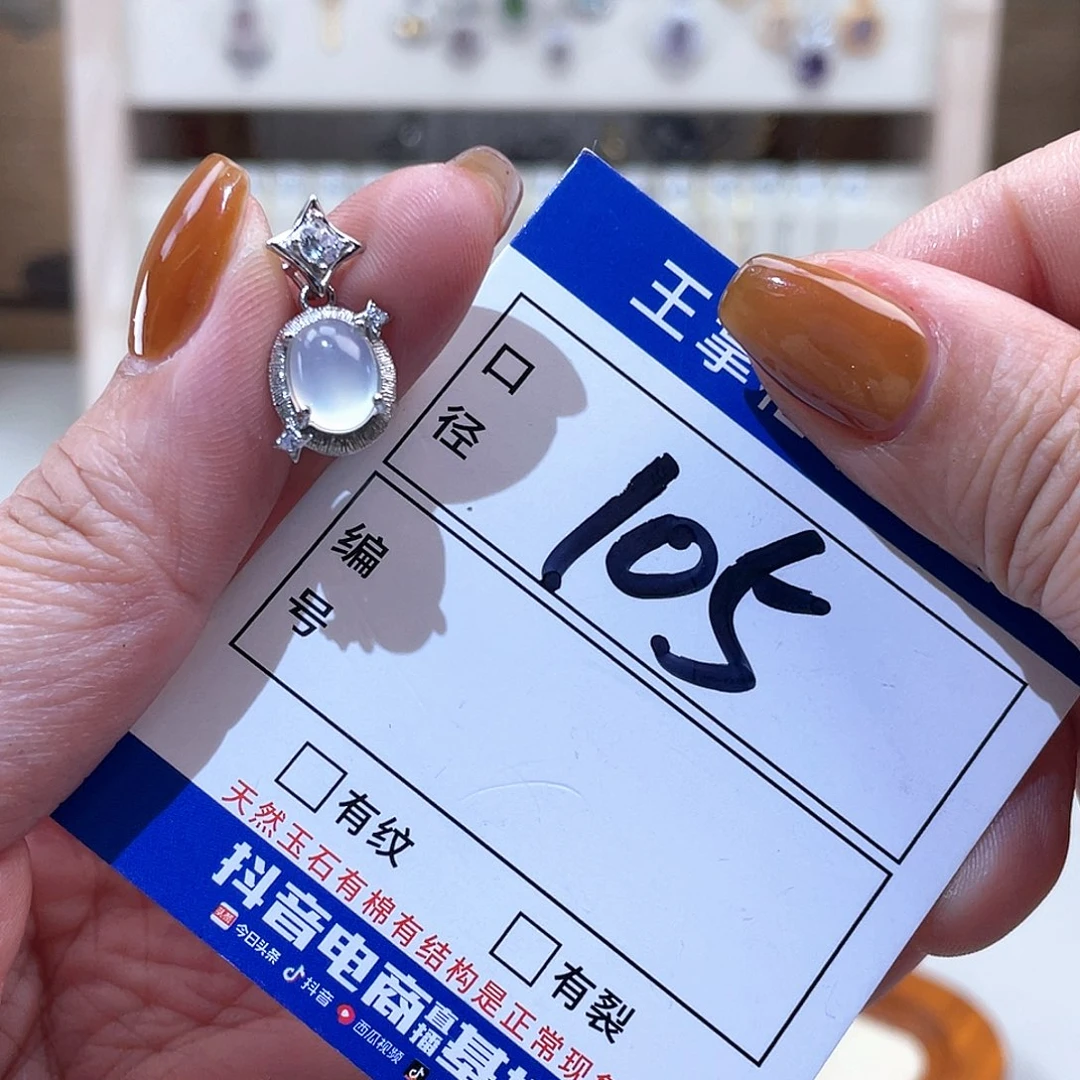 王
口径
105
编号
有纹
有裂
天然玉石有棉有结构是正常现
抖音电商直播基
今日头条 抖音 西瓜视频